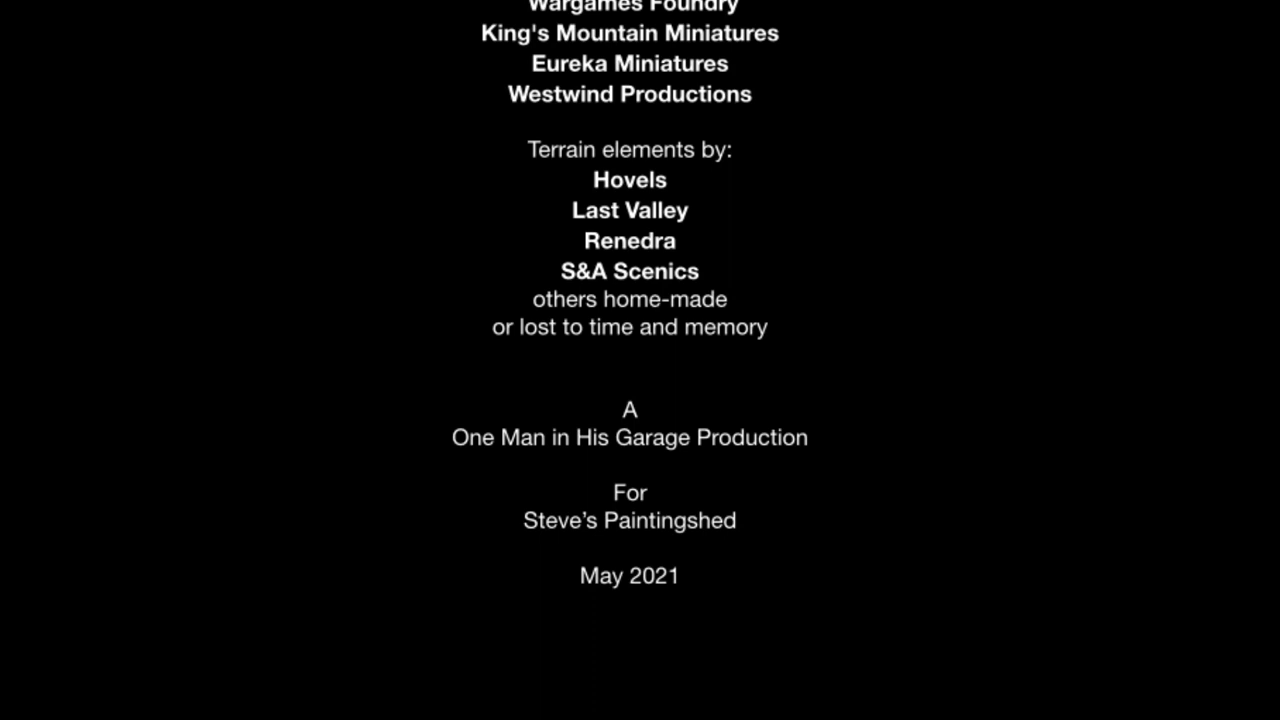 Wargames Foundry
King's Mountain Miniatures
Eureka Miniatures
Westwind Productions
Terrain elements by:
Hovels
Last Valley
Renedra
S&A Scenics
others home-made
or lost to time and memory
A
One Man in His Garage Production
For
Steve’s Paintingshed
May 2021